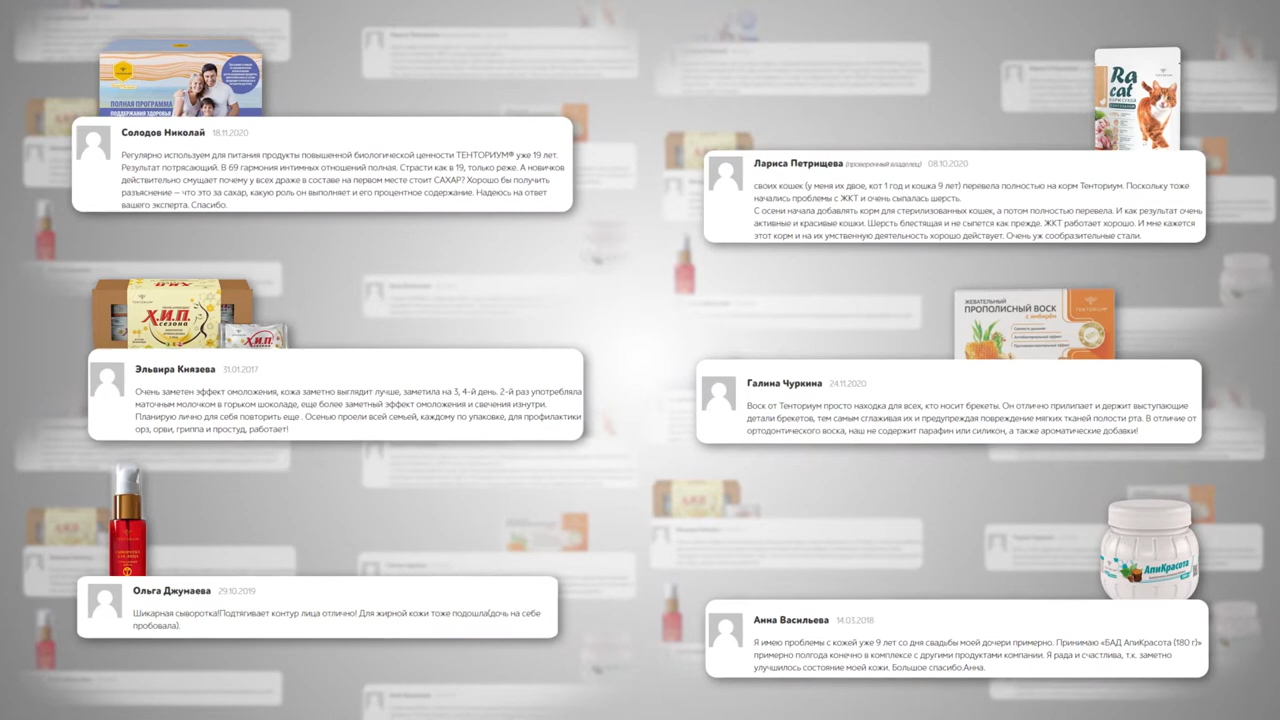 ТЕНТОРИУМ
ПОЛНАЯ ПРОГРАММА
ПОДДЕРЖАНИЯ ЗДОРОВЬЯ
Солодов Николай 18.11.2020
Регулярно используем для питания продукты повышенной биологической ценности ТЕНТОРИУМ® уже 19 лет.
Результат потрясающий. В 69 гармония интимных отношений полная. Страсти как в 19, только реже. А новичков
действительно смущает почему у всех драже в составе на первом месте стоит САХАР? Хорошо бы получить
разъяснение – что это за сахар, какую роль он выполняет и его процентное содержание. Надеюсь на ответ
вашего эксперта. Спасибо.
Ra
cat
КОРМ СУХОЙ
Лариса Петрищева (проверенный владелец) 08.10.2020
своих кошек (у меня их двое, кот 1 год и кошка 9 лет) перевела полностью на корм Тенториум. Поскольку тоже
начались проблемы с ЖКТ и очень сыпалась шерсть.
С осени начала добавлять корм для стерилизованных кошек, а потом полностью перевела. И как результат очень
активные и красивые кошки. Шерсть блестящая и не сыпется как прежде. ЖКТ работает хорошо. И мне кажется
этот корм и на их умственную деятельность хорошо действует. Очень уж сообразительные стали.
ТЕНТОРИУМ
Х.И.П.
сезона
Х.И.П.
сезона
Эльвира Князева 31.01.2017
Очень заметен эффект омоложения, кожа заметно выглядит лучше, заметила на 3, 4-й день. 2-й раз употребляла
маточным молочком в горьком шоколаде, еще более заметный эффект омоложения и свечения изнутри.
Планирую лично для себя повторить еще . Осенью проели всей семьей, каждому по упаковке, для профилактики
орз, орви, гриппа и простуд, работает!
ЖЕВАТЕЛЬНЫЙ
ПРОПОЛИСНЫЙ ВОСК
с имбирём
ТЕНТОРИУМ
Галина Чуркина 24.11.2020
Воск от Тенториум просто находка для всех, кто носит брекеты. Он отлично прилипает и держит выступающие
детали брекетов, тем самым сглаживая их и предупреждая повреждение мягких тканей полости рта. В отличие от
ортодонтического воска, наш не содержит парафин или силикон, а также ароматические добавки!
СЫВОРОТКА
ДЛЯ ЛИЦА
Ольга Джумаева 29.10.2019
Шикарная сыворотка!Подтягивает контур лица отлично! Для жирной кожи тоже подошла(дочь на себе
пробовала).
АпиКрасота
Анна Васильева 14.03.2018
Я имею проблемы с кожей уже 9 лет со дня свадьбы моей дочери примерно. Принимаю «БАД АпиКрасота (180 г)»
примерно полгода конечно в комплексе с другими продуктами компании. Я рада и счастлива, т.к. заметно
улучшилось состояние моей кожи. Большое спасибо.Анна.